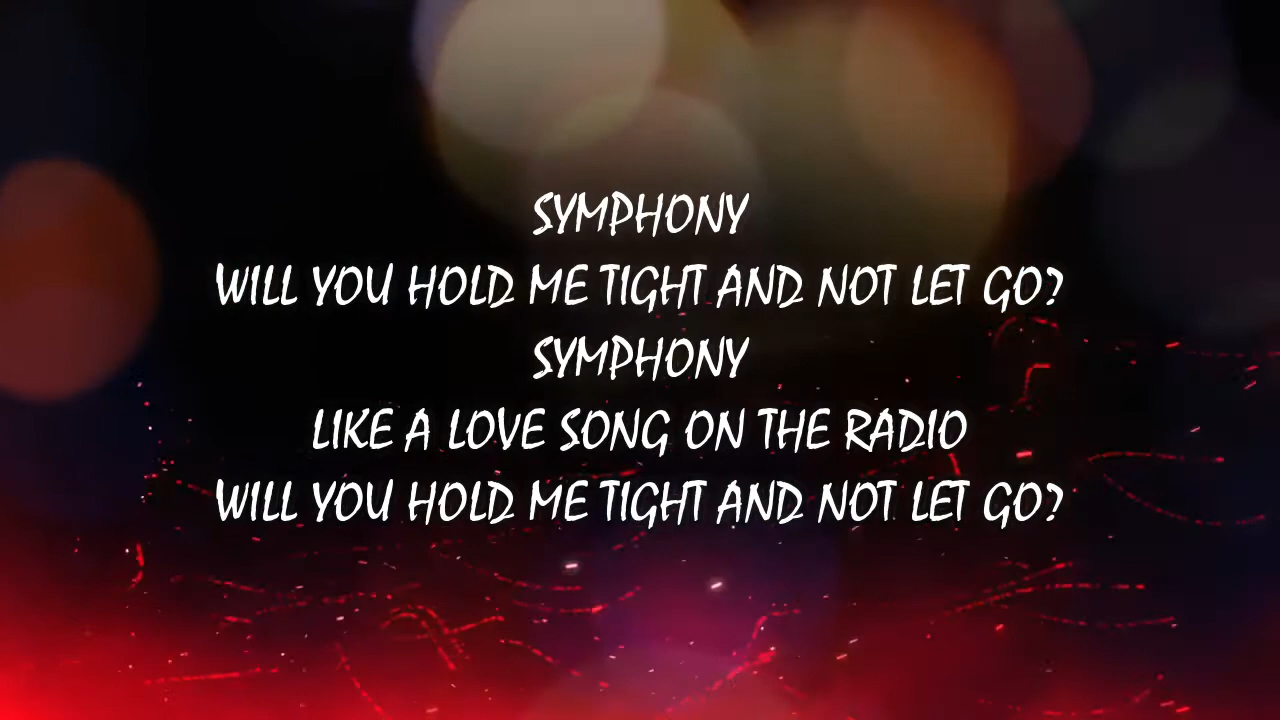 SYMPHONY
WILL YOU HOLD ME TIGHT AND NOT LET GO?
SYMPHONY
LIKE A LOVE SONG ON THE RADIO
WILL YOU HOLD ME TIGHT AND NOT LET GO?